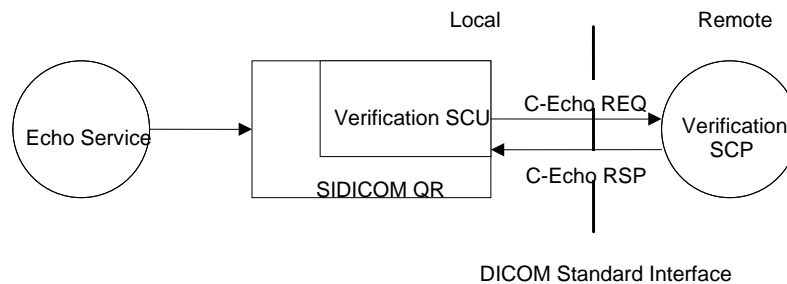 Local
Remote
Echo Service
Verification SCU
C-Echo REQ
Verification
SCP
SIDICOM QR
C-Echo RSP
DICOM Standard Interface